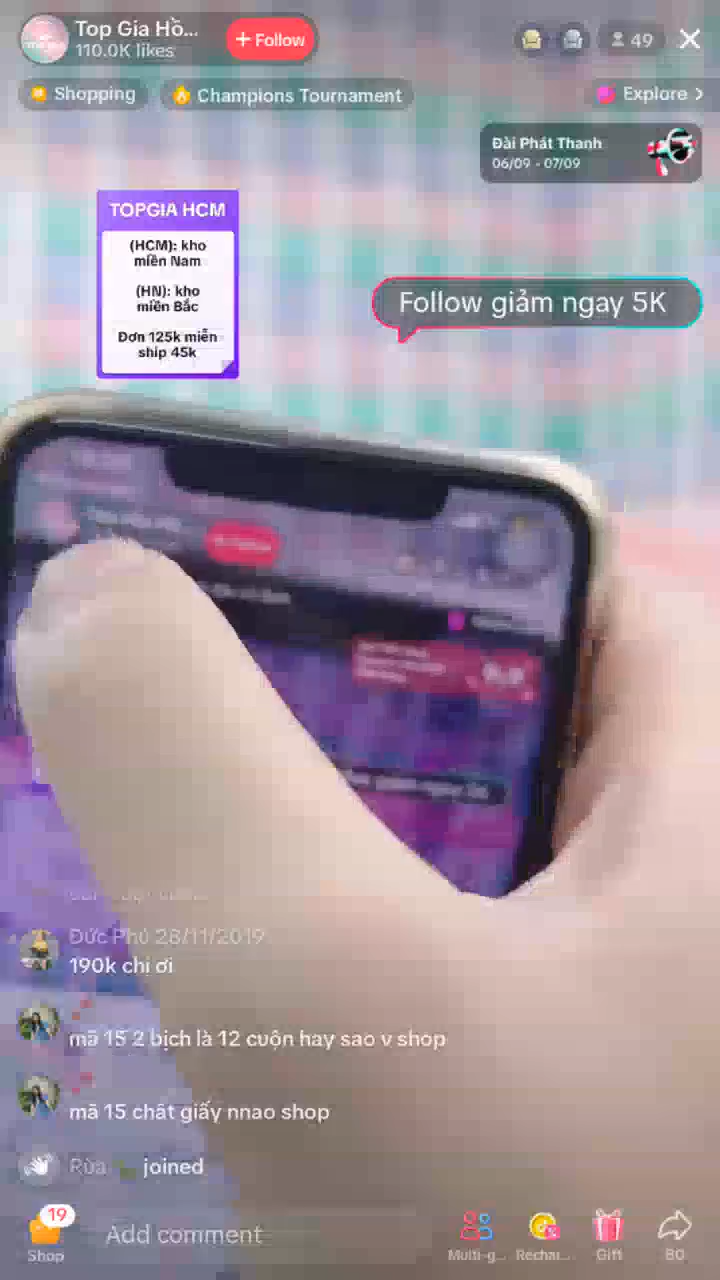 Top Gia Hồ...
110.0K likes
+ Follow
49
Shopping
Champions Tournament
Explore
Đài Phát Thanh
06/09 - 07/09
TOPGIA HCM
(HCM): kho
miền Nam
(HN): kho
miền Bắc
Đơn 125k miễn
ship 45k
Follow giảm ngay 5K
Đức Phú 28/11/2019
190k chị ơi
mã 15 2 bịch là 12 cuộn hay sao v shop
mã 15 chất giấy nnao shop
Rùa joined
19
Shop
Add comment
Multi-g...
Rechar...
Gift
80